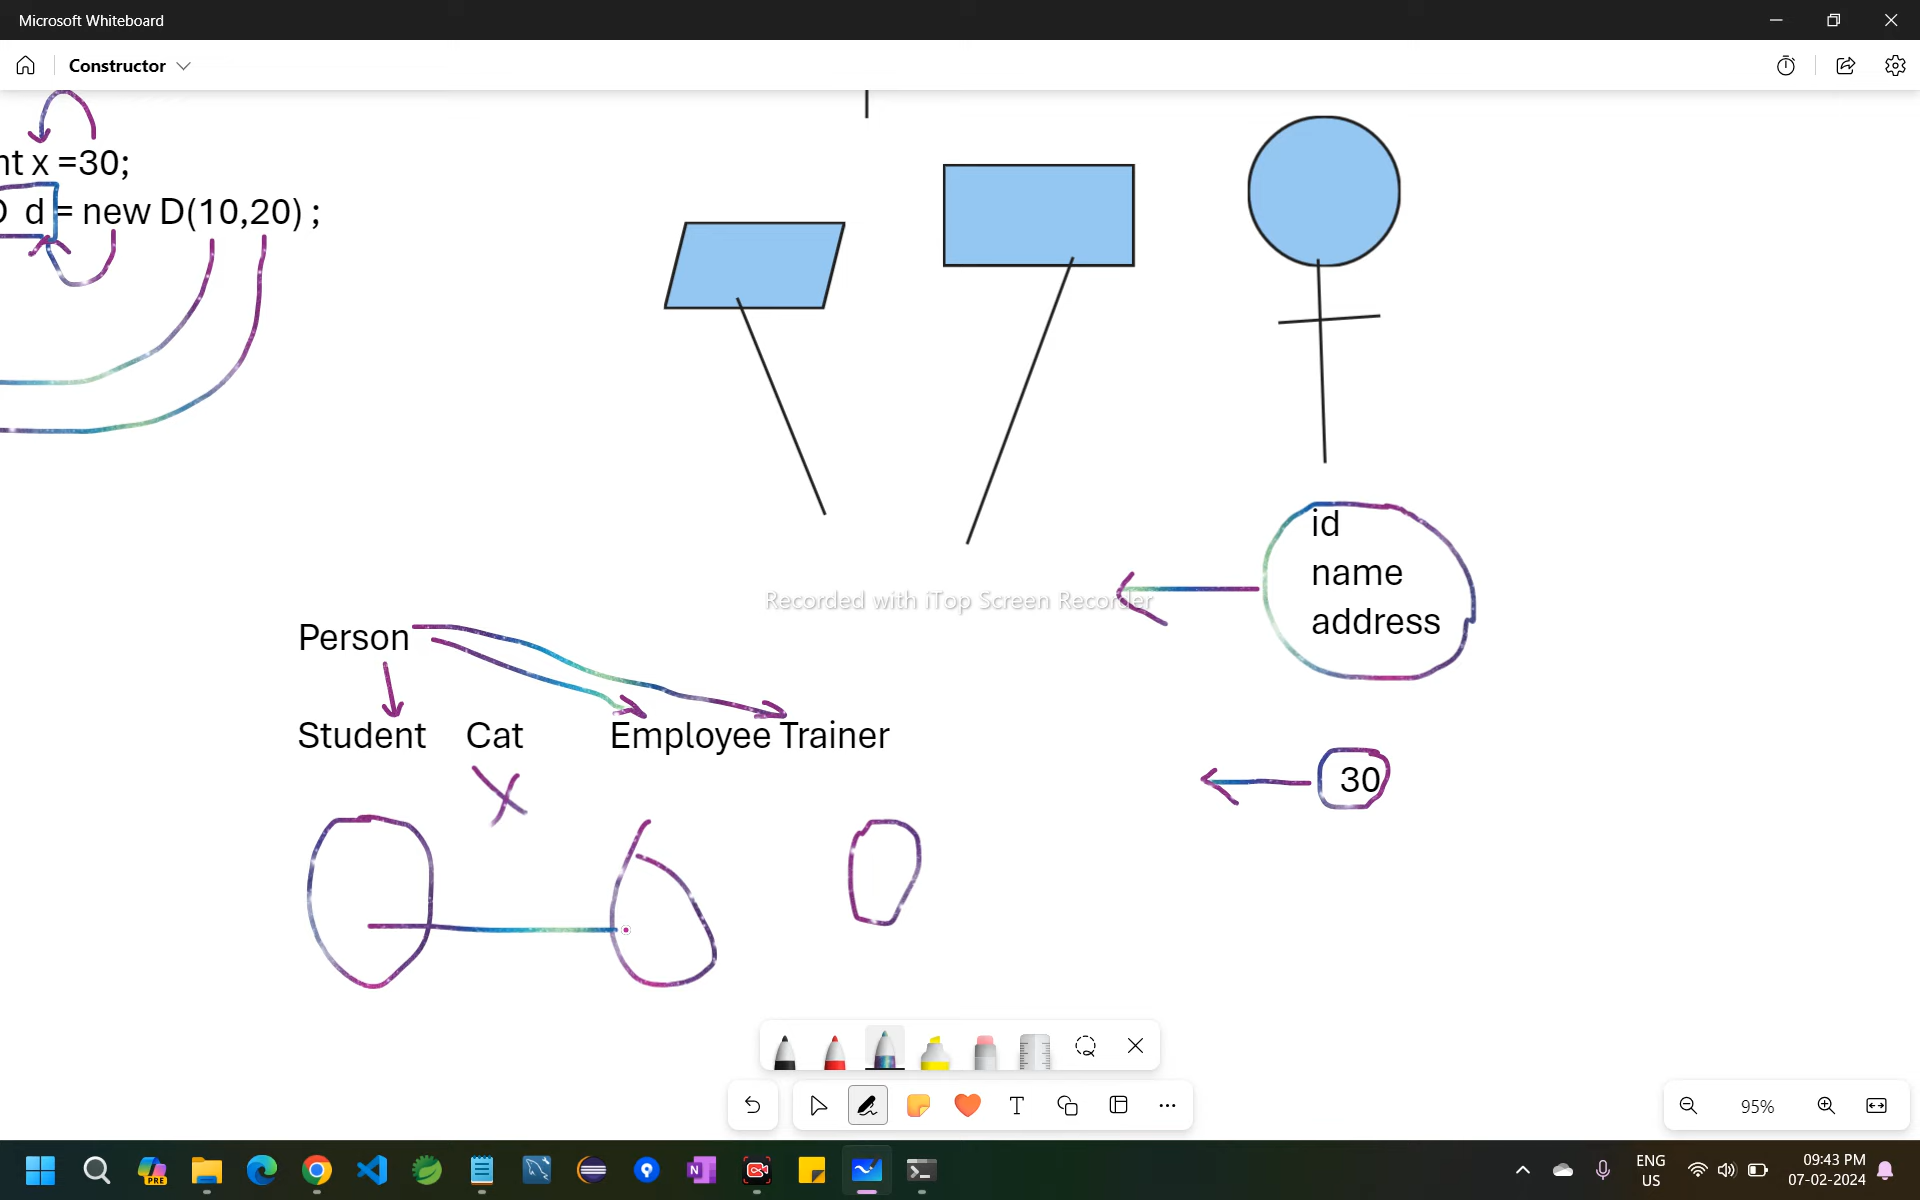 Microsoft Whiteboard
Constructor
nt x =30;
d = new D(10,20) ;
id
name
address
Recorded with iTop Screen Recorder
Person
Student Cat Employee Trainer
30
95%
PRE
ENG
US
09:43 PM
07-02-2024